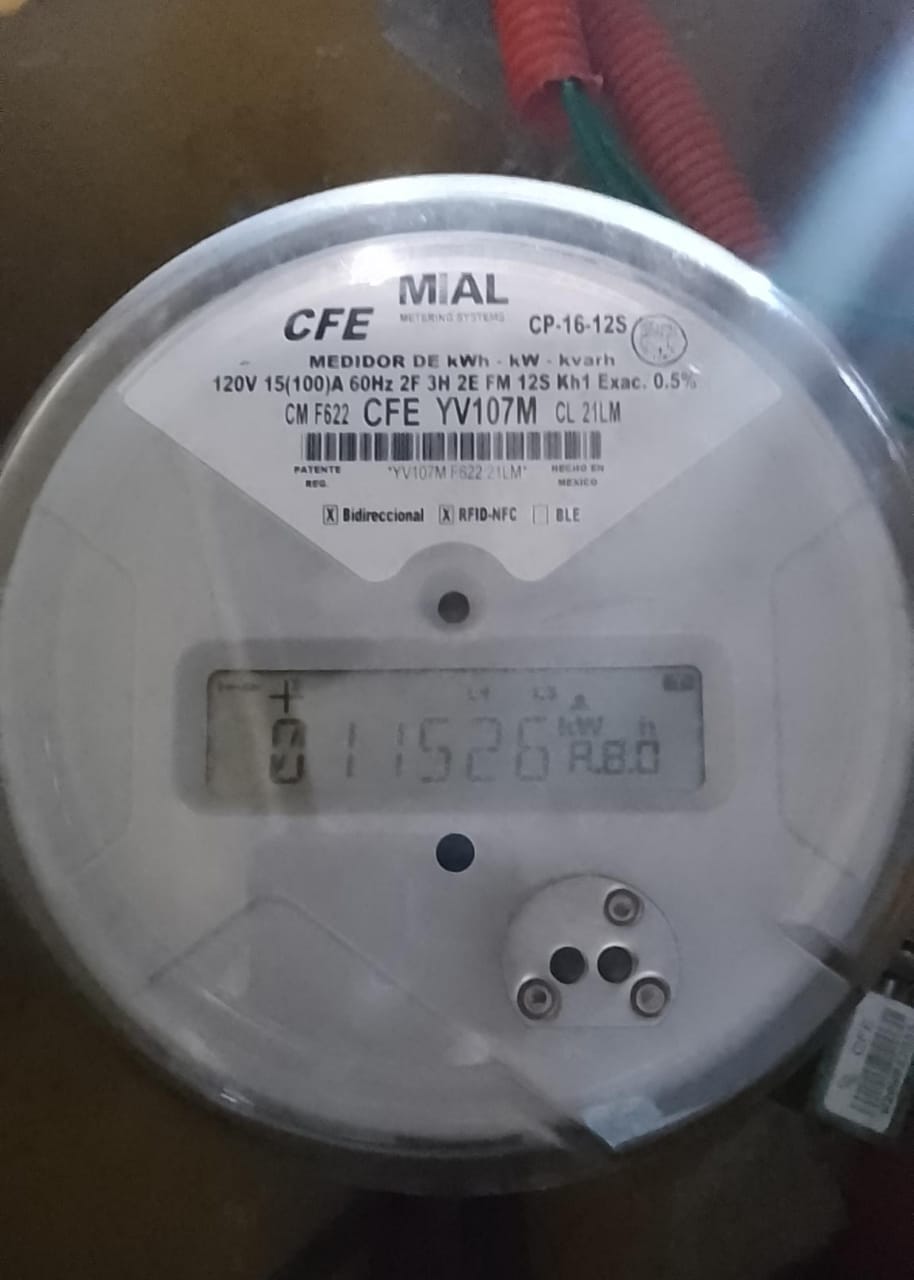 MIAL
METERING SYSTEMS
CFE
CP-16-12S
MEDIDOR DE kWh - kW - kvarh
120V 15(100)A 60Hz 2F 3H 2E FM 12S Kh1 Exac. 0.5%
CM F622 CFE YV107M CL 21LM
PATENTE REG.
*YV107M F622 21LM*
HECHO EN MEXICO
[X] Bidireccional [X] RFID-NFC [ ] BLE
+
011526 kW h
CFE